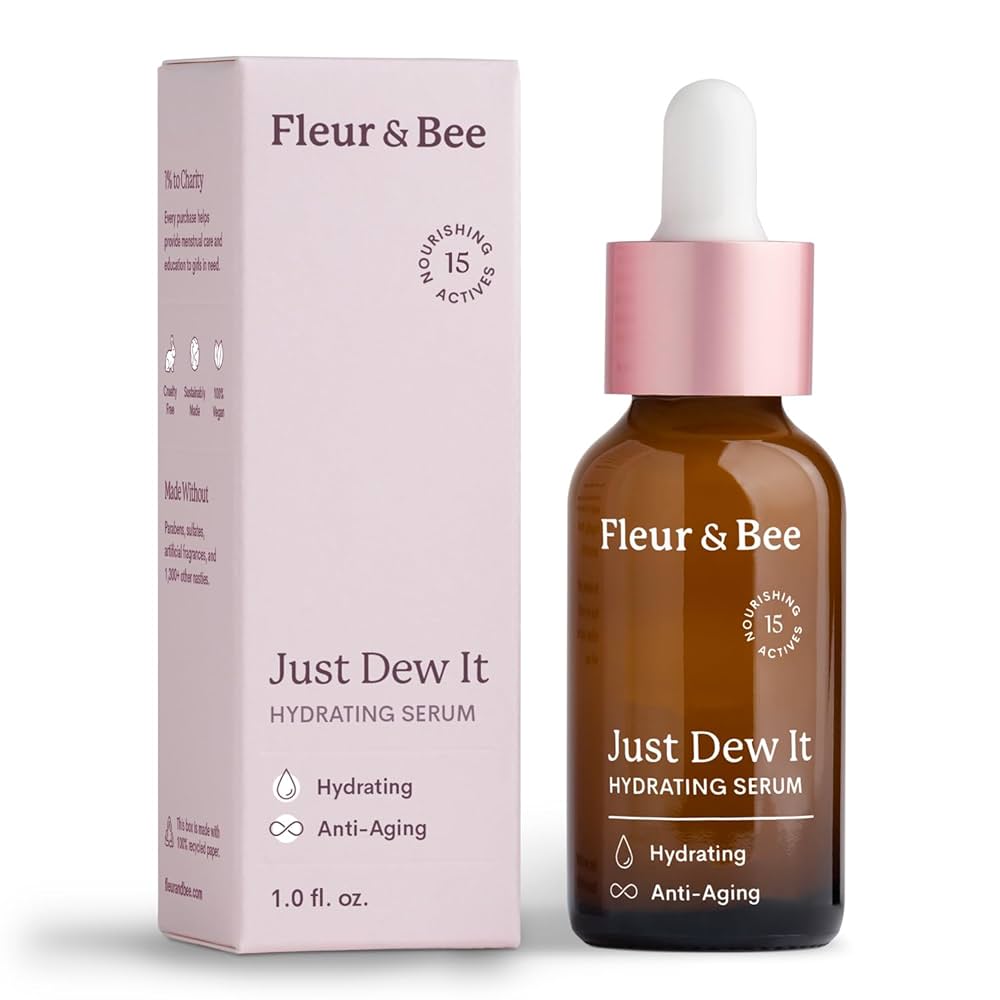 Fleur & Bee
NOURISHING
15
ACTIVES
Just Dew It
HYDRATING SERUM
Hydrating
Anti-Aging
1.0 fl. oz.
1% to Charity
Every purchase helps
provide menstrual care and
education to girls in need.
Cruelty
Free
Sustainably
Made
100%
Vegan
Made Without
Parabens, sulfates,
artificial fragrances, and
1,300+ other nasties.
This box is made with
100% recycled paper.
fleurandbee.com
Fleur & Bee
NOURISHING
15
ACTIVES
Just Dew It
HYDRATING SERUM
Hydrating
Anti-Aging